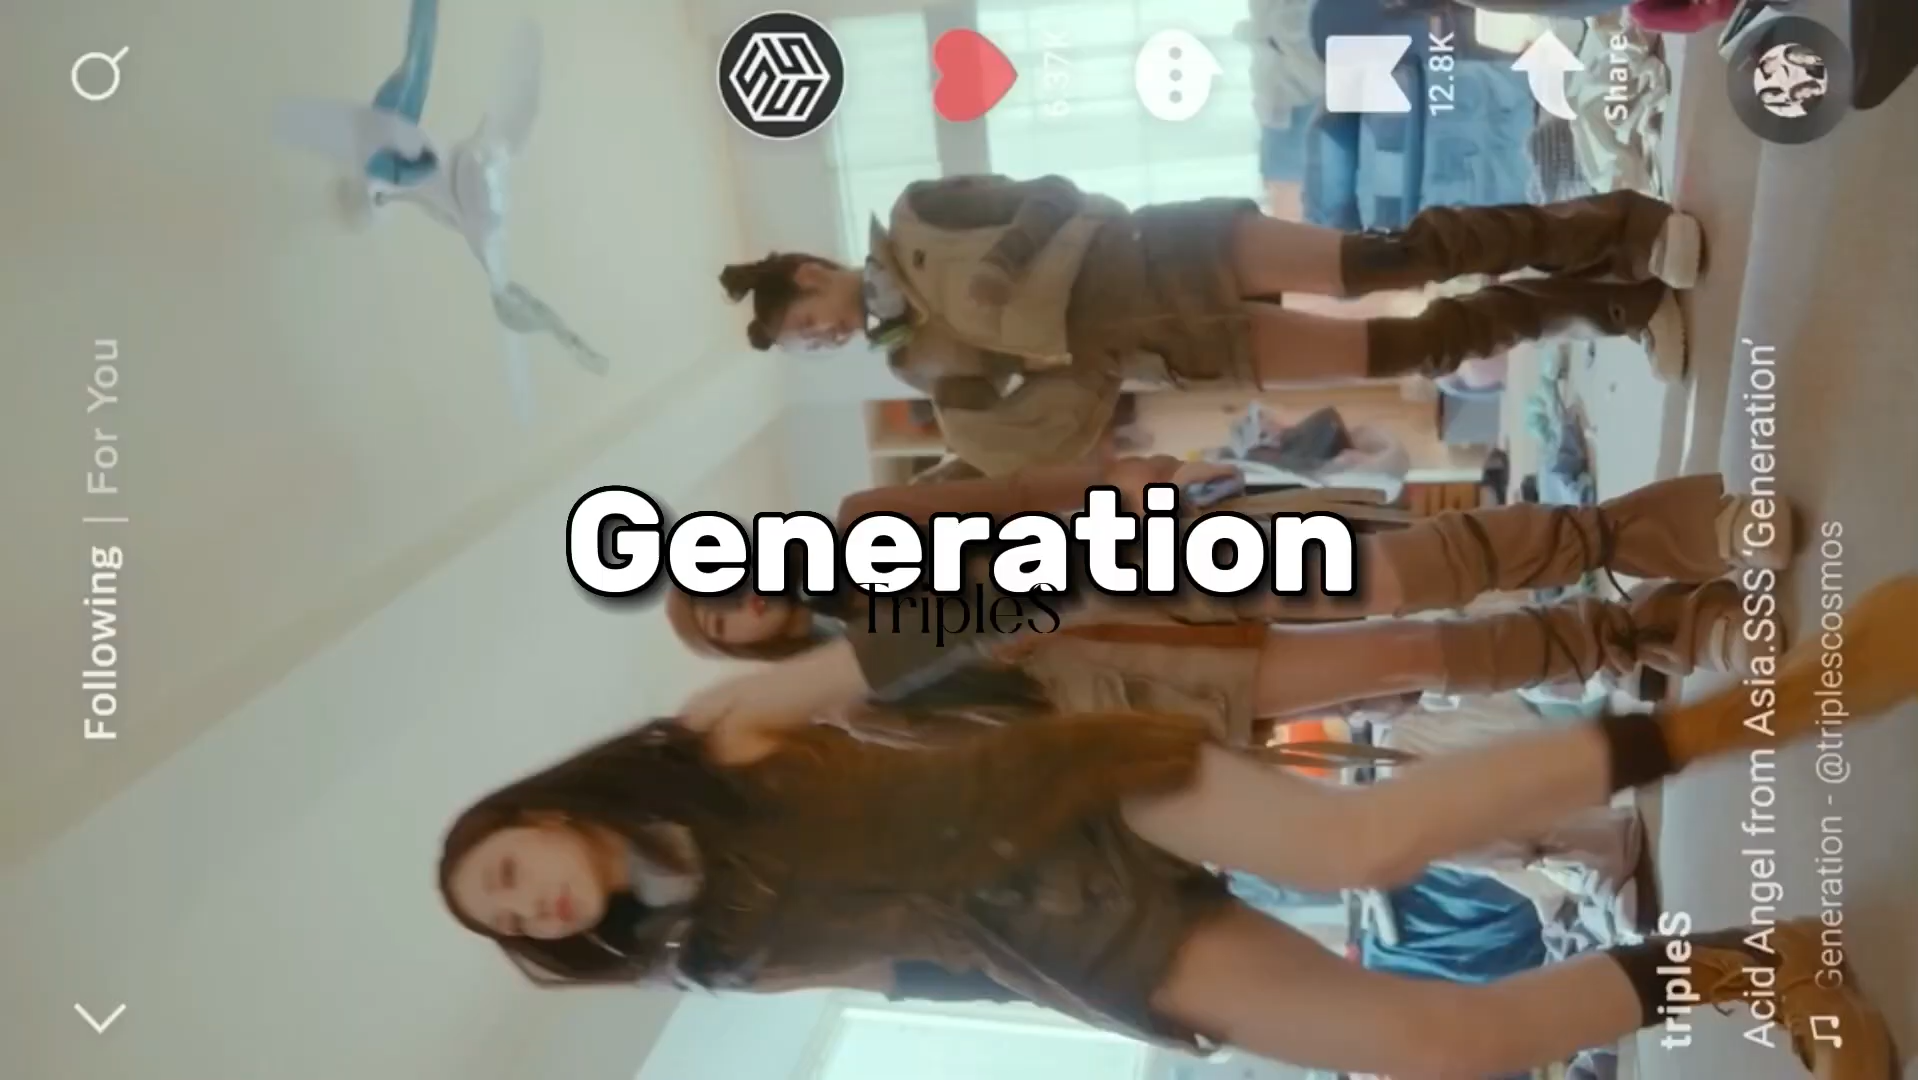 Generation
TripleS
Following | For You
6.37K
12.8K
Share
tripleS
Acid Angel from Asia.SSS 'Generation'
Generation - @triplescosmos